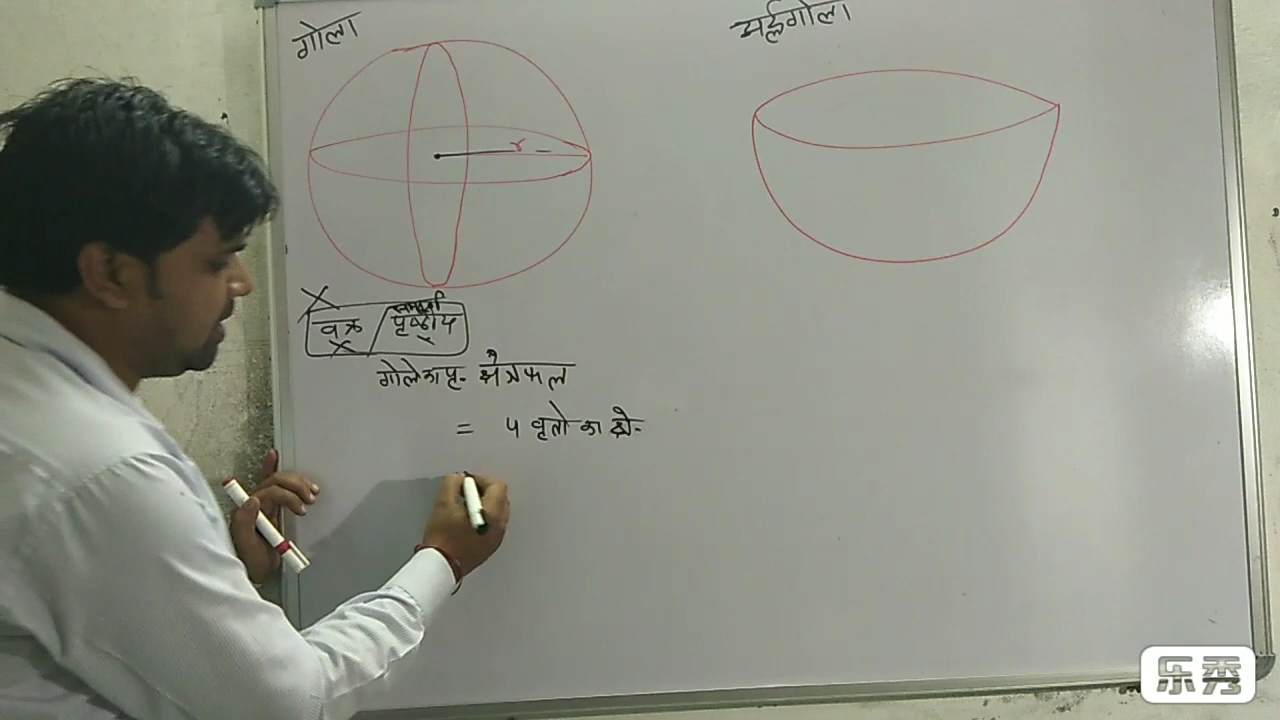 गोला
अर्द्धगोला
r
सम्पूर्ण
वक्र / पृष्ठीय
गोले का पृ. क्षेत्रफल
= 4 वृतो का क्षे.
乐秀